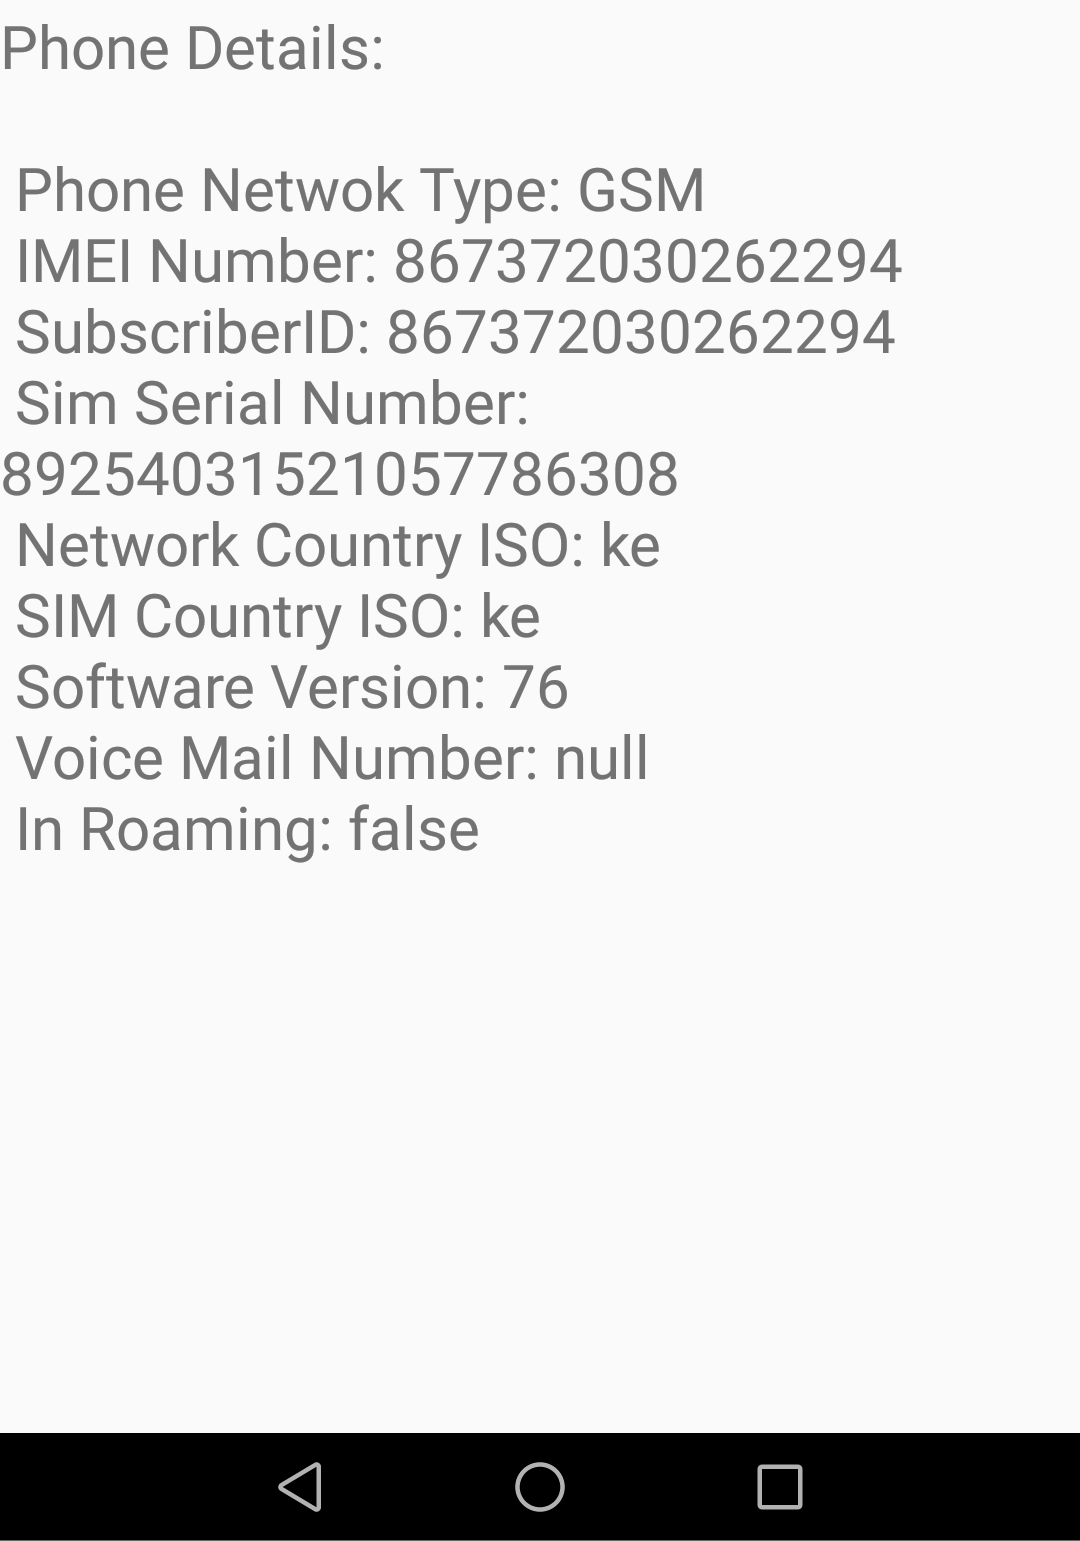 Phone Details:
Phone Netwok Type: GSM
IMEI Number: 867372030262294
SubscriberID: 867372030262294
Sim Serial Number:
89254031521057786308
Network Country ISO: ke
SIM Country ISO: ke
Software Version: 76
Voice Mail Number: null
In Roaming: false